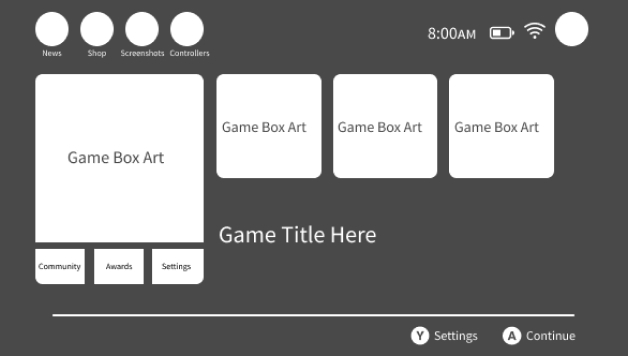 8:00AM
News Shop Screenshots Controllers
Game Box Art
Game Box Art
Game Box Art
Game Box Art
Game Title Here
Community Awards Settings
Y Settings A Continue